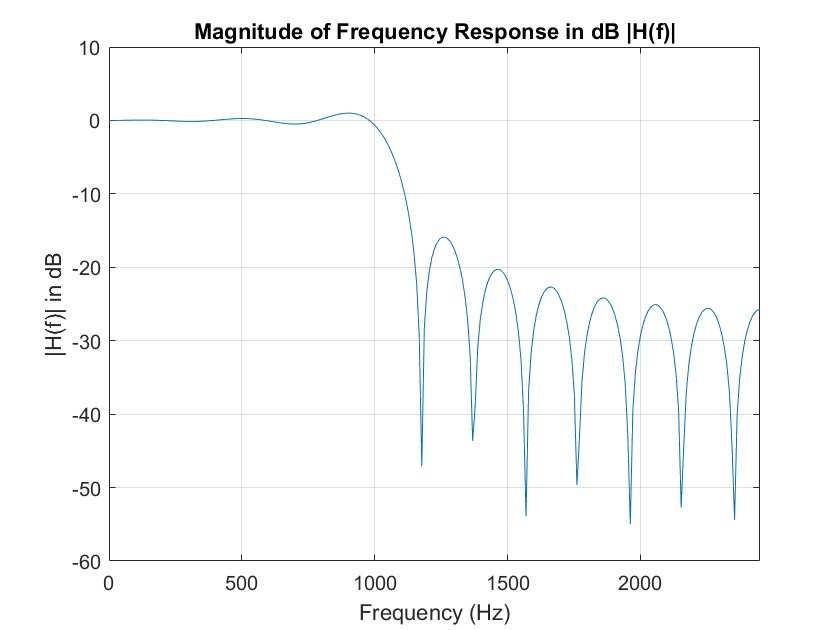 Magnitude of Frequency Response in dB |H(f)|
10
0
-10
-20
-30
-40
-50
-60
|H(f)| in dB
0 500 1000 1500 2000
Frequency (Hz)